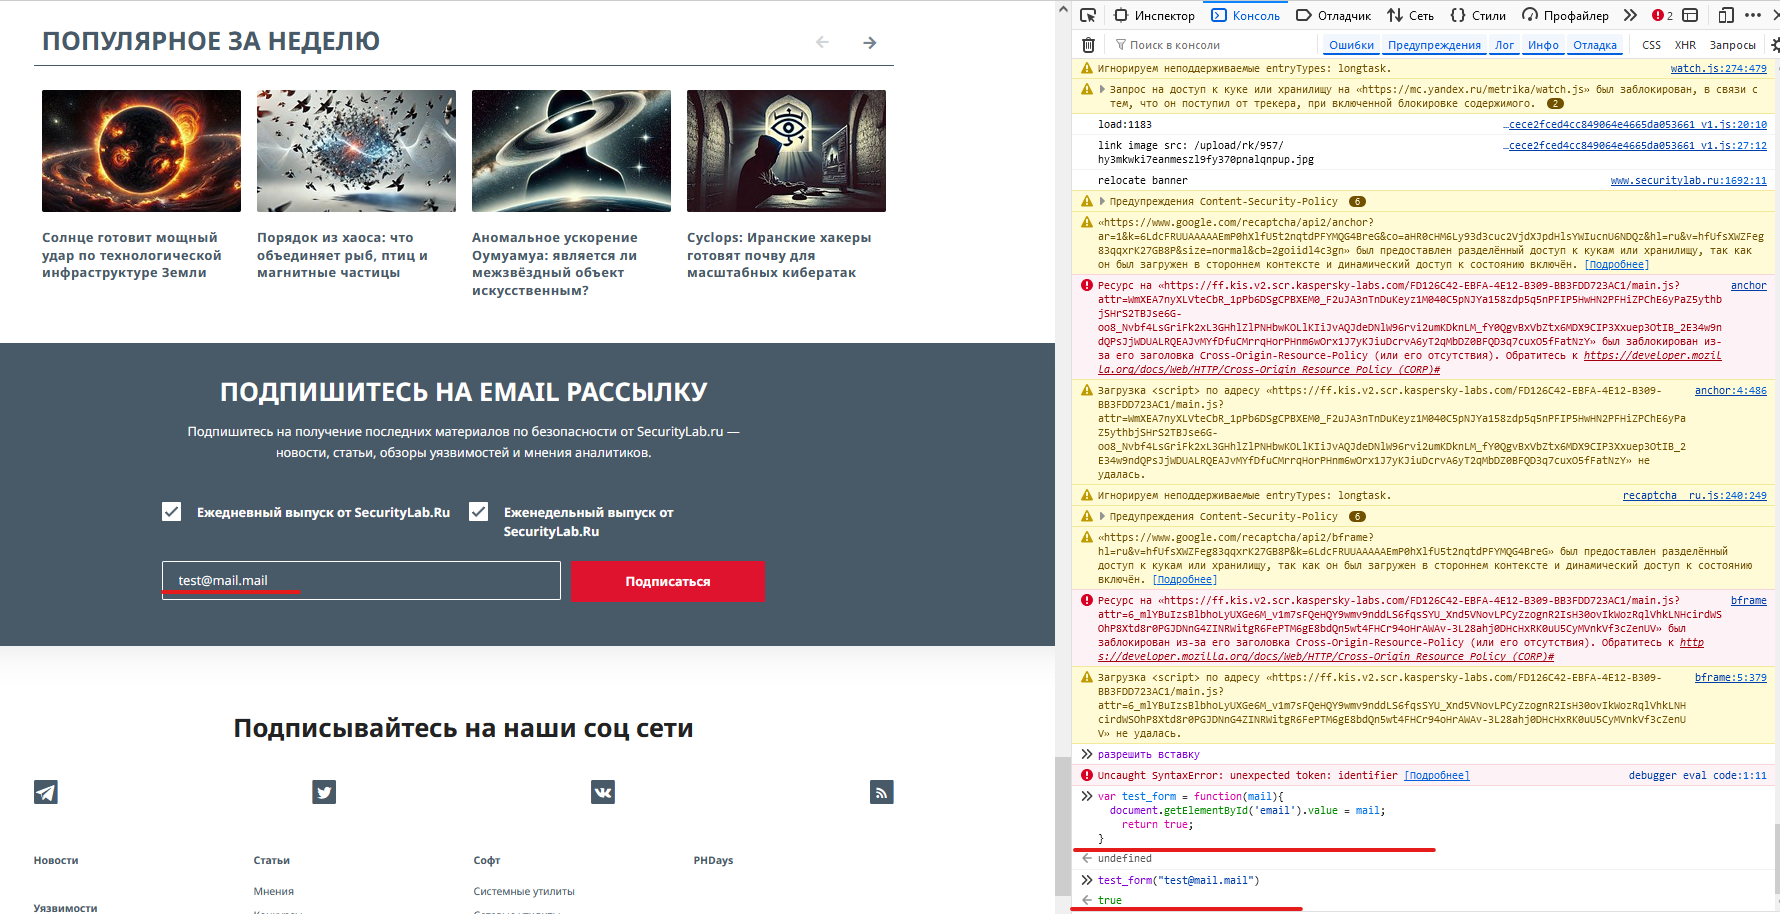 ПОПУЛЯРНОЕ ЗА НЕДЕЛЮ
Солнце готовит мощный
удар по технологической
инфраструктуре Земли
Порядок из хаоса: что
объединяет рыб, птиц и
магнитные частицы
Аномальное ускорение
Оумуамуа: является ли
межзвёздный объект
искусственным?
Cyclops: Иранские хакеры
готовят почву для
масштабных кибератак
ПОДПИШИТЕСЬ НА EMAIL РАССЫЛКУ
Подпишитесь на получение последних материалов по безопасности от SecurityLab.ru —
новости, статьи, обзоры уязвимостей и мнения аналитиков.
Ежедневный выпуск от SecurityLab.Ru
Еженедельный выпуск от
SecurityLab.Ru
test@mail.mail
Подписаться
Подписывайтесь на наши соц сети
Новости
Статьи
Софт
PHDays
Мнения
Системные утилиты
Уязвимости
Инспектор
Консоль
Отладчик
Сеть
Стили
Профайлер
2
Поиск в консоли
Ошибки
Предупреждения
Лог
Инфо
Отладка
CSS
XHR
Запросы
Игнорируем неподдерживаемые entryTypes: longtask.
watch.js:274:479
Запрос на доступ к куке или хранилищу на «https://mc.yandex.ru/metrika/watch.js» был заблокирован, в связи с
тем, что он поступил от трекера, при включенной блокировке содержимого. 2
load:1183
…cece2fced4cc849064e4665da053661_v1.js:20:10
link image src: /upload/rk/957/
hy3mkwki7eanmeszl9fy370pnalqnpup.jpg
…cece2fced4cc849064e4665da053661_v1.js:27:12
relocate banner
www.securitylab.ru:1692:11
Предупреждения Content-Security-Policy 6
«https://www.google.com/recaptcha/api2/anchor?
ar=1&k=6LdcFRUUAAAAAEmP0hXlfU5t2nqtdPFYMQG4BreG&co=aHR0cHM6Ly93d3cuc2VjdXJpdHlsYWIucnU6NDQz&hl=ru&v=hfUfsXWZFeg
83qqxrK27GB8P&size=normal&cb=2goiidl4c3gn» был предоставлен разделённый доступ к кукам или хранилищу, так как
он был загружен в стороннем контексте и динамический доступ к состоянию включён. [Подробнее]
Ресурс на «https://ff.kis.v2.scr.kaspersky-labs.com/FD126C42-EBFA-4E12-B309-BB3FDD723AC1/main.js?
anchor
attr=WmXEA7nyXLVteCbR_1pPb6DSgCPBXEM0_F2uJA3nTnDuKeyz1M040C5pNJYa158zdp5q5nPFIP5HwHN2PFHiZPChE6yPaZ5ythb
jSHrS2TBJse6G-
oo8_Nvbf4LsGriFk2xL3GHhlZlPNHbwKOLlKIiJvAQJdeDNlW96rvi2umKDknLM_fY0QgvBxVbZtx6MDX9CIP3Xxuep3OtIB_2E34w9n
dQPsJjWDUALRQEAJvMYfDfuCMrrqHorPHnm6wOrx1J7yKJiuDcrvA6yT2qMbDZ0BFQD3q7cuxO5fFatNzY» был заблокирован из-
за его заголовка Cross-Origin-Resource-Policy (или его отсутствия). Обратитесь к https://developer.mozil
la.org/docs/Web/HTTP/Cross-Origin_Resource_Policy_(CORP)#
Загрузка <script> по адресу «https://ff.kis.v2.scr.kaspersky-labs.com/FD126C42-EBFA-4E12-B309-
anchor:4:486
BB3FDD723AC1/main.js?
attr=WmXEA7nyXLVteCbR_1pPb6DSgCPBXEM0_F2uJA3nTnDuKeyz1M040C5pNJYa158zdp5q5nPFIP5HwHN2PFHiZPChE6yPa
Z5ythbjSHrS2TBJse6G-
oo8_Nvbf4LsGriFk2xL3GHhlZlPNHbwKOLlKIiJvAQJdeDNlW96rvi2umKDknLM_fY0QgvBxVbZtx6MDX9CIP3Xxuep3OtIB_2
E34w9ndQPsJjWDUALRQEAJvMYfDfuCMrrqHorPHnm6wOrx1J7yKJiuDcrvA6yT2qMbDZ0BFQD3q7cuxO5fFatNzY» не
удалась.
Игнорируем неподдерживаемые entryTypes: longtask.
recaptcha__ru.js:240:249
Предупреждения Content-Security-Policy 6
«https://www.google.com/recaptcha/api2/bframe?
hl=ru&v=hfUfsXWZFeg83qqxrK27GB8P&k=6LdcFRUUAAAAAEmP0hXlfU5t2nqtdPFYMQG4BreG» был предоставлен разделённый
доступ к кукам или хранилищу, так как он был загружен в стороннем контексте и динамический доступ к состоянию
включён. [Подробнее]
Ресурс на «https://ff.kis.v2.scr.kaspersky-labs.com/FD126C42-EBFA-4E12-B309-BB3FDD723AC1/main.js?
bframe
attr=6_mlYBuIzsBlbhoLyUXGe6M_v1m7sFQeHQY9wmv9nddLS6fqsSYU_Xnd5VNovLPCyZzognR2IsH30ovIkWozRqlVhkLNHcirdWS
OhP8Xtd8r0PGJDNnG4ZINRWitgR6FePTM6gE8bdQn5wt4FHCr94oHrAWAv-3L28ahj0DHcHxRK0uU5CyMVnkVf3cZenUV» был
заблокирован из-за его заголовка Cross-Origin-Resource-Policy (или его отсутствия). Обратитесь к http
s://developer.mozilla.org/docs/Web/HTTP/Cross-Origin_Resource_Policy_(CORP)#
Загрузка <script> по адресу «https://ff.kis.v2.scr.kaspersky-labs.com/FD126C42-EBFA-4E12-B309-
bframe:5:379
BB3FDD723AC1/main.js?
attr=6_mlYBuIzsBlbhoLyUXGe6M_v1m7sFQeHQY9wmv9nddLS6fqsSYU_Xnd5VNovLPCyZzognR2IsH30ovIkWozRqlVhkLNH
cirdWSOhP8Xtd8r0PGJDNnG4ZINRWitgR6FePTM6gE8bdQn5wt4FHCr94oHrAWAv-3L28ahj0DHcHxRK0uU5CyMVnkVf3cZenU
V» не удалась.
разрешить вставку
Uncaught SyntaxError: unexpected token: identifier [Подробнее]
debugger eval code:1:11
var test_form = function(mail){
document.getElementById('email').value = mail;
return true;
}
undefined
test_form("test@mail.mail")
true